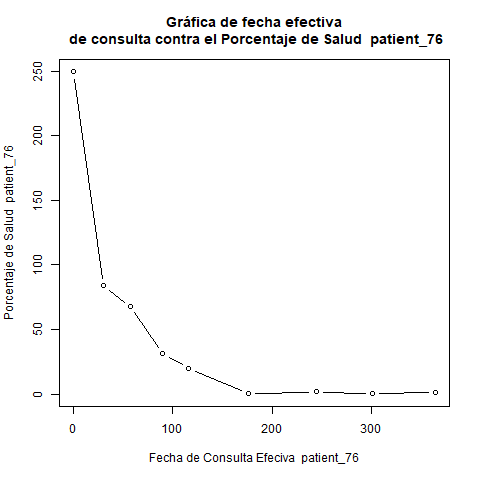 Gráfica de fecha efectiva
de consulta contra el Porcentaje de Salud patient_76
Porcentaje de Salud patient_76
250
200
150
100
50
0
0 100 200 300
Fecha de Consulta Efeciva patient_76